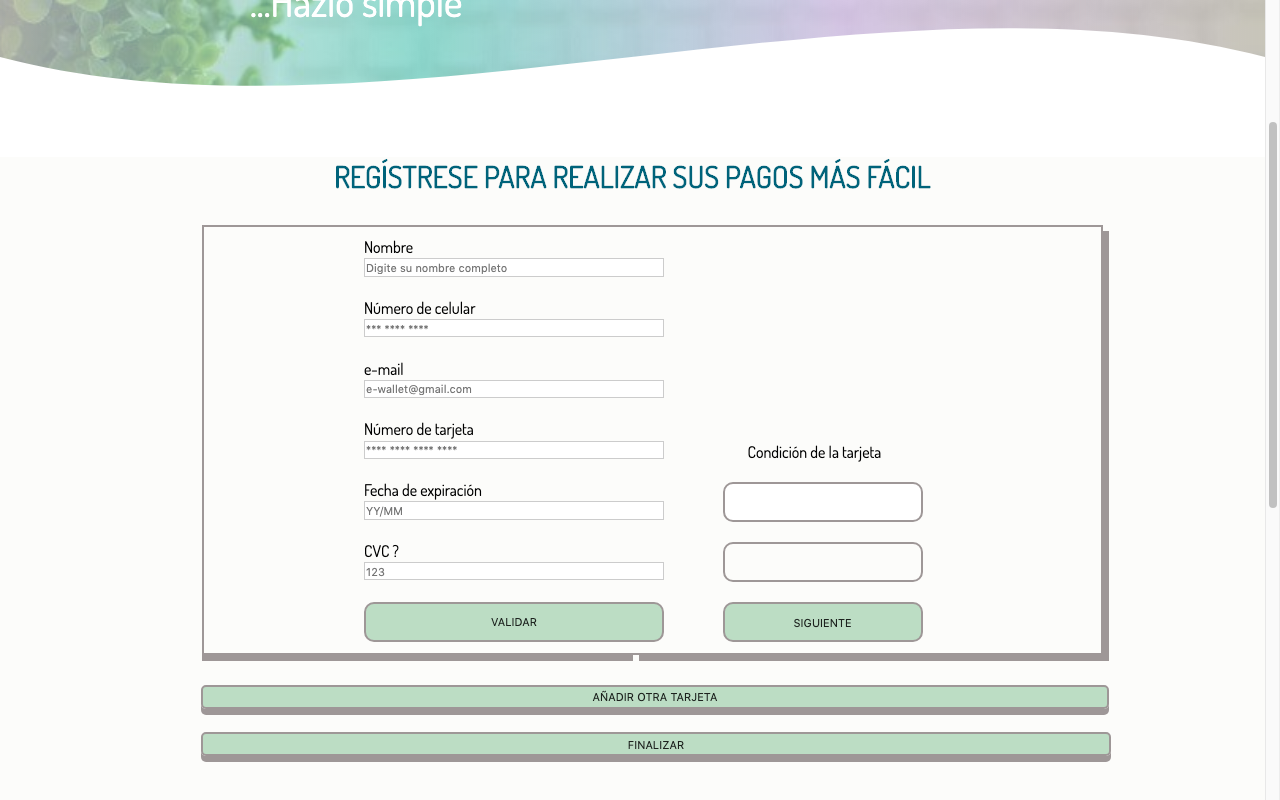 ...Hazlo simple
REGÍSTRESE PARA REALIZAR SUS PAGOS MÁS FÁCIL
Nombre
Digite su nombre completo
Número de celular
*** **** ****
e-mail
e-wallet@gmail.com
Número de tarjeta
**** **** **** ****
Condición de la tarjeta
Fecha de expiración
YY/MM
CVC ?
123
VALIDAR
SIGUIENTE
AÑADIR OTRA TARJETA
FINALIZAR